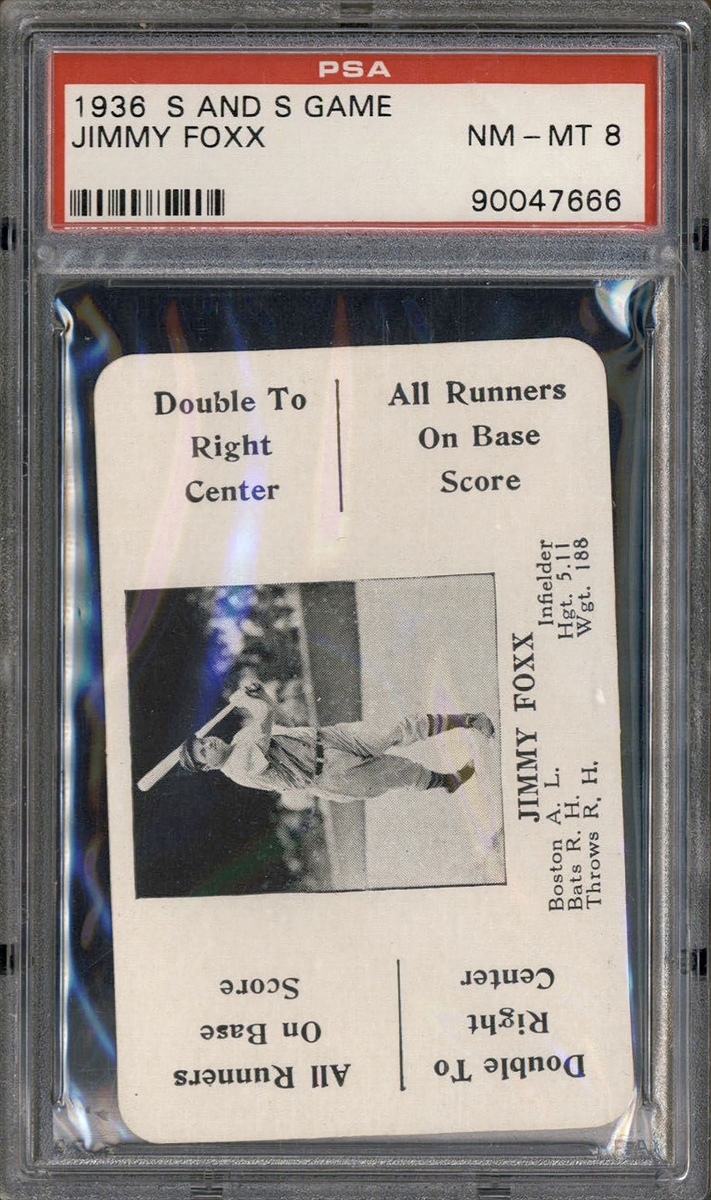 PSA
1936 S AND S GAME
JIMMY FOXX NM-MT 8
90047666
Double To
Right
Center
All Runners
On Base
Score
JIMMY FOXX
Boston A. L. Infielder
Bats R. H. Hgt. 5.11
Throws R. H. Wgt. 188
Double To
Right
Center
All Runners
On Base
Score